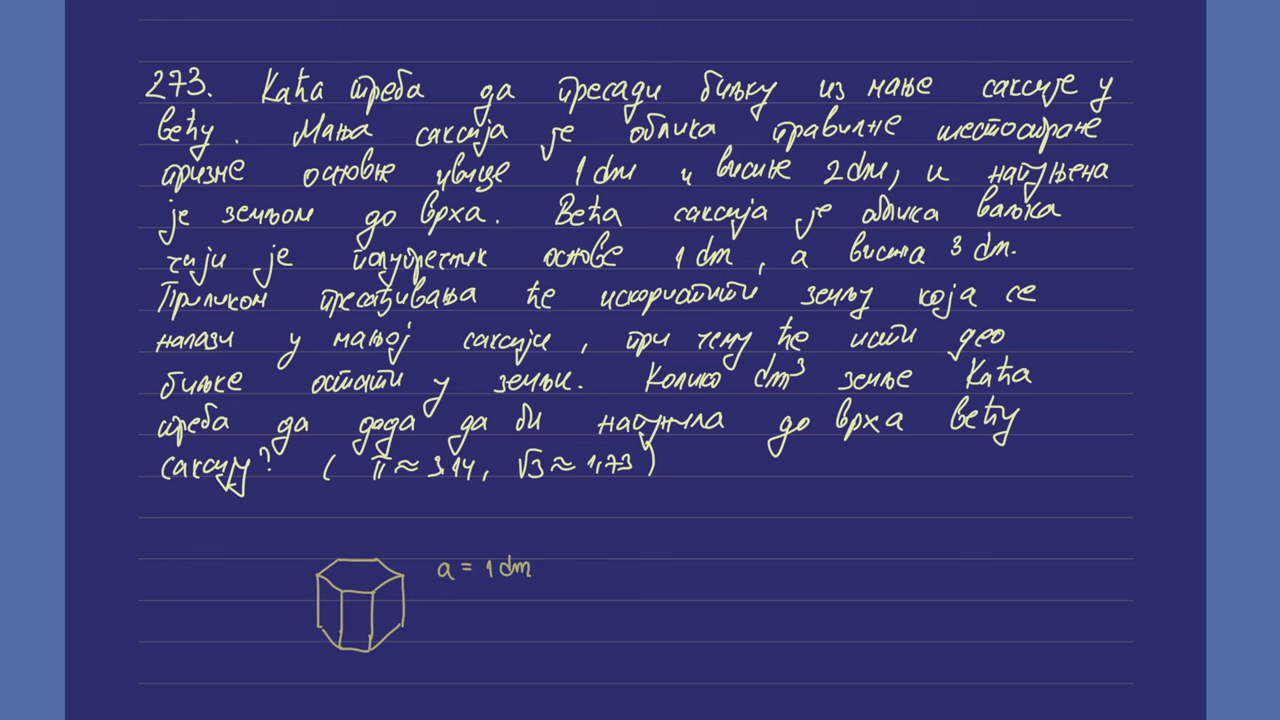 273. Каћа треба да пресади биљку из мање саксије у
већу. Мања саксија је облика правилне шестостране
призме основне ивице 1 dm и висине 2 dm, и напуњена
је земљом до врха. Већа саксија је облика ваљка
чији је полупречник основе 1 dm, а висина 3 dm.
Приликом пресађивања ће искористити земљу која се
налази у мањој саксији, при чему ће исти део
биљке остати у земљи. Колико dm³ земље Каћа
треба да дода да би напунила до врха већу
саксију? ( π ≈ 3.14, √3 ≈ 1,73 )
a = 1 dm